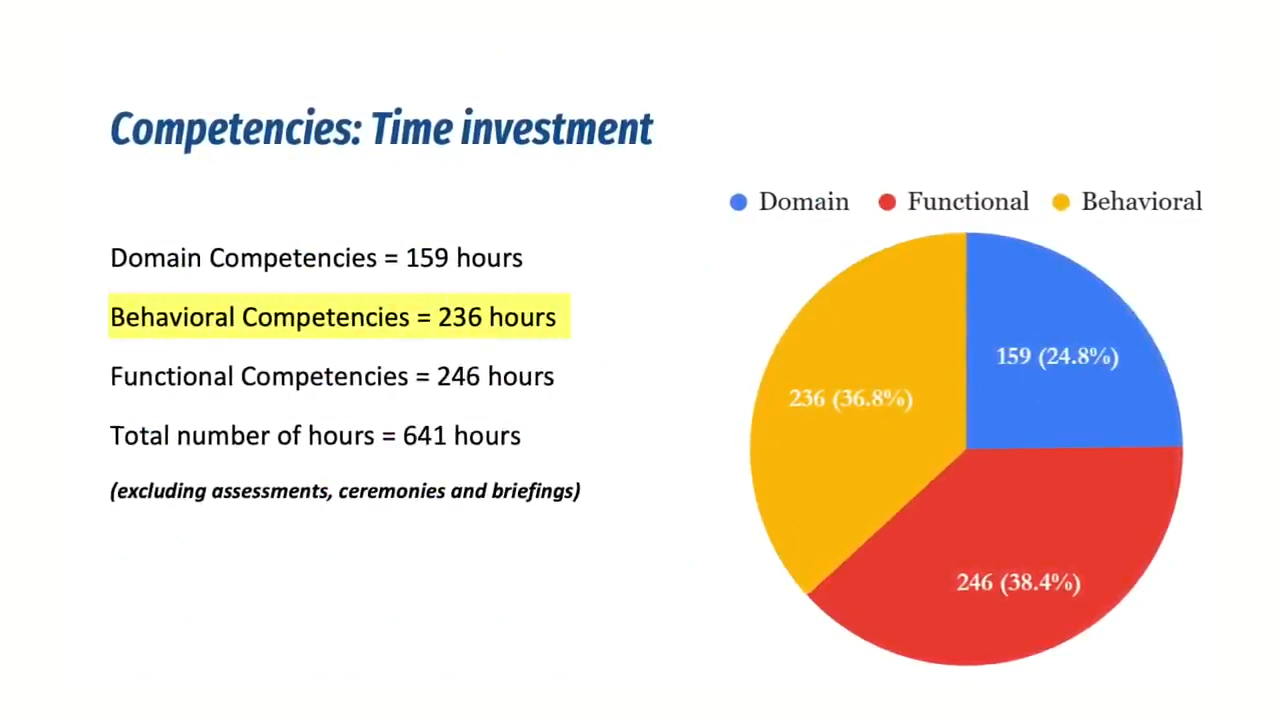 Competencies: Time investment
Domain Functional Behavioral
Domain Competencies = 159 hours
Behavioral Competencies = 236 hours
Functional Competencies = 246 hours
Total number of hours = 641 hours
(excluding assessments, ceremonies and briefings)
159 (24.8%)
236 (36.8%)
246 (38.4%)